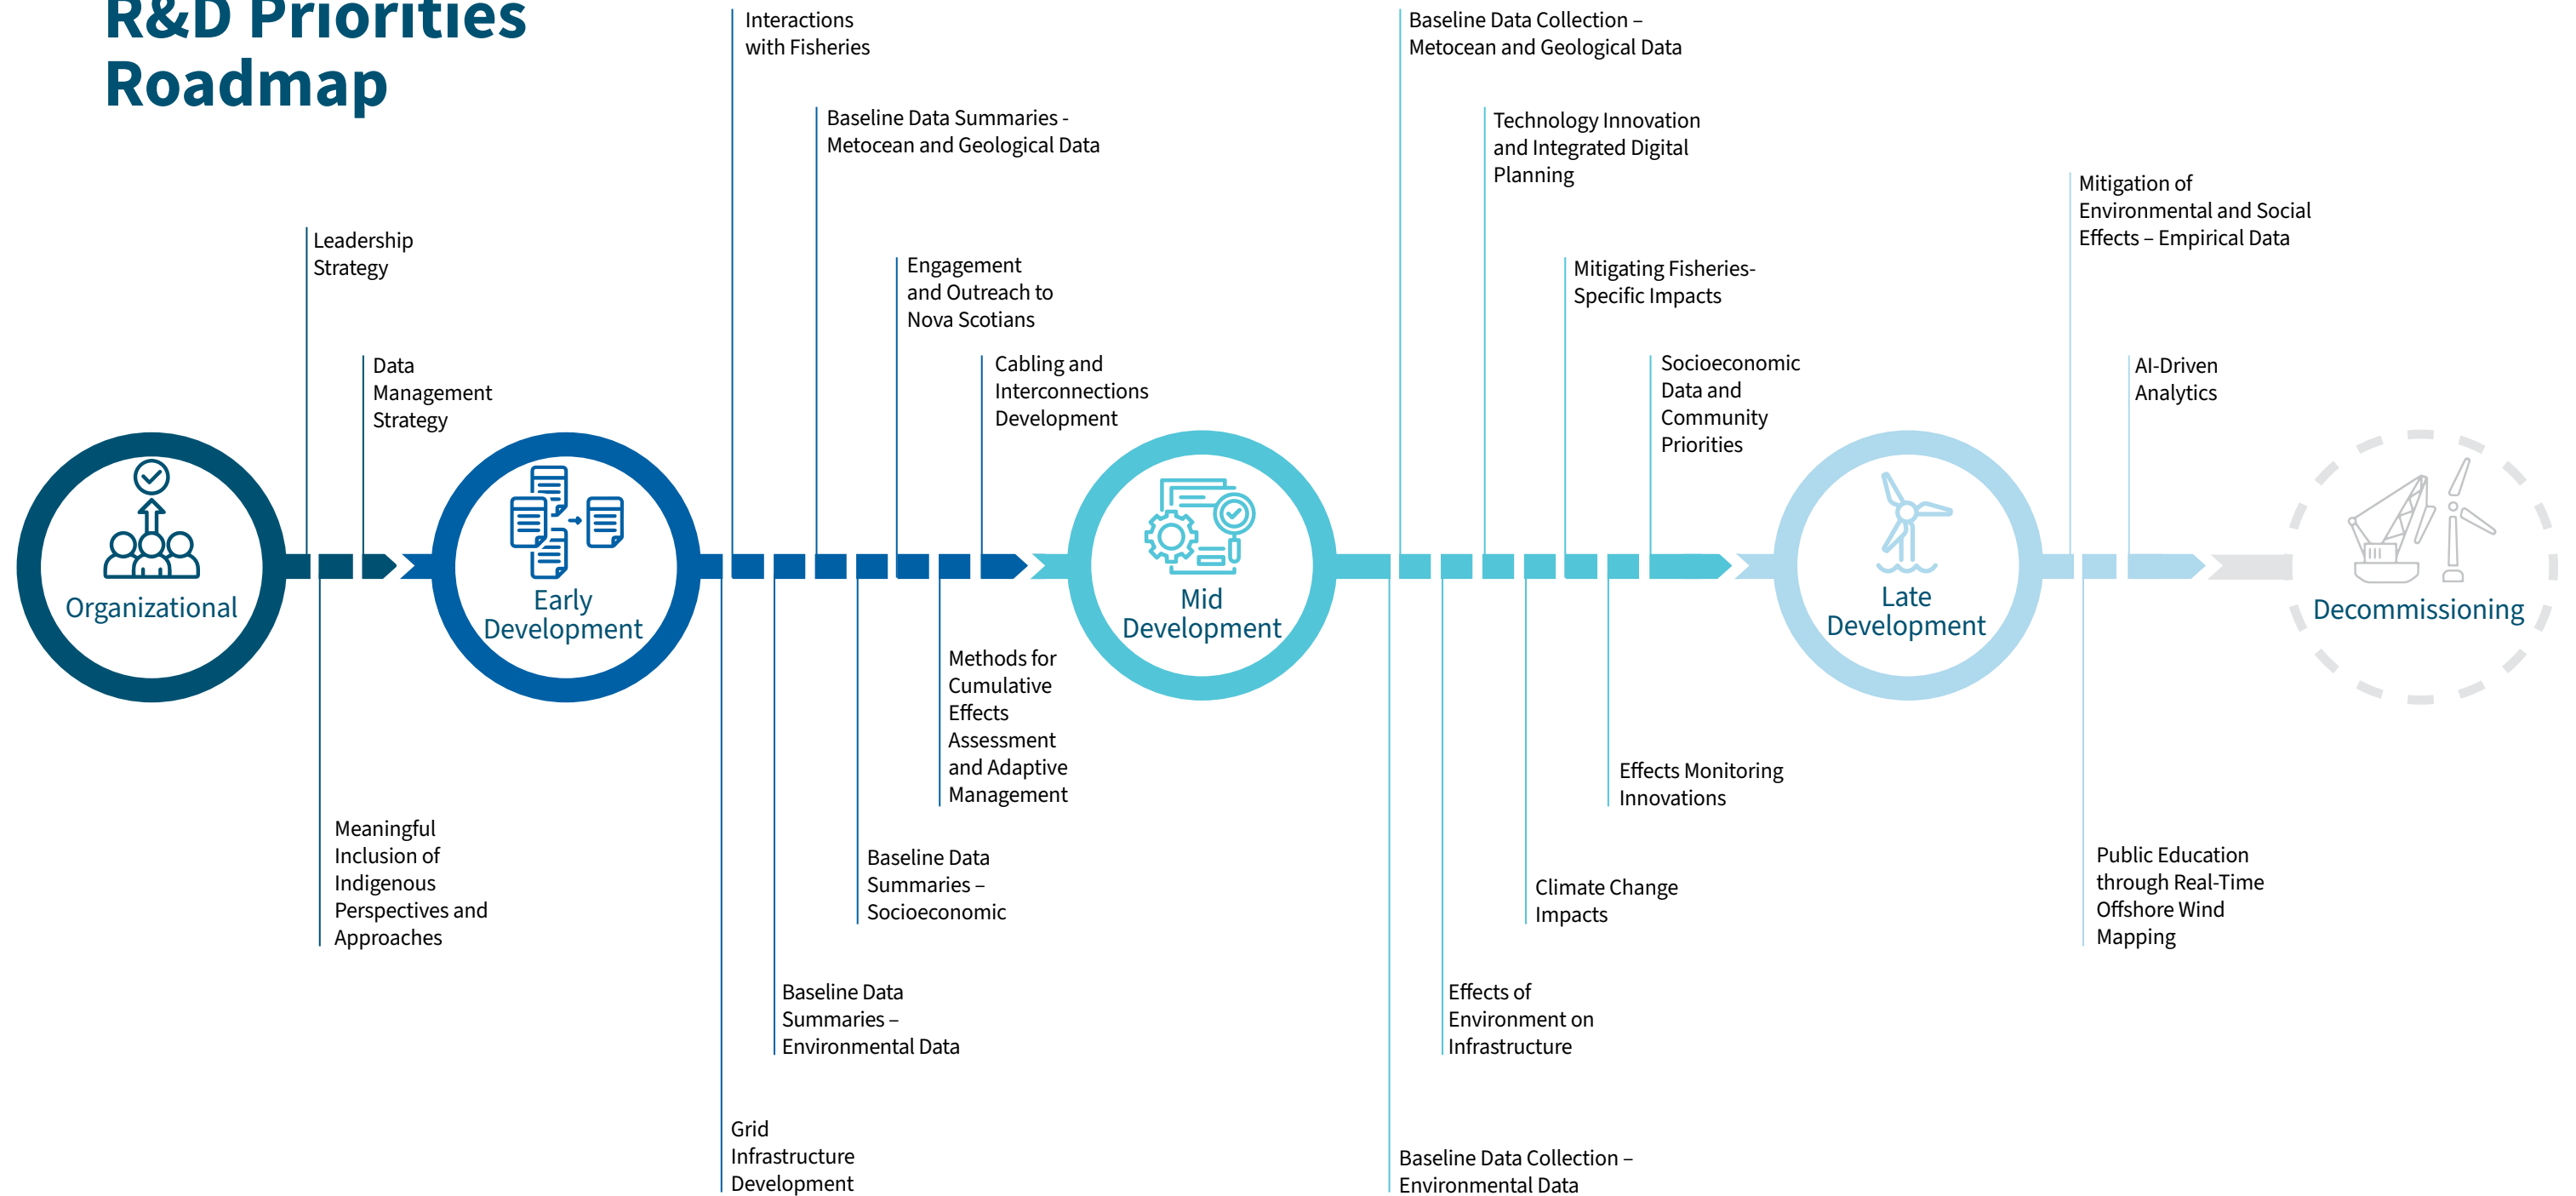 R&D Priorities
Roadmap
Leadership
Strategy
Data
Management
Strategy
Organizational
Meaningful
Inclusion of
Indigenous
Perspectives and
Approaches
Early
Development
Interactions
with Fisheries
Baseline Data Summaries -
Metocean and Geological Data
Engagement
and Outreach to
Nova Scotians
Cabling and
Interconnections
Development
Methods for
Cumulative
Effects
Assessment
and Adaptive
Management
Baseline Data
Summaries –
Socioeconomic
Baseline Data
Summaries –
Environmental Data
Grid
Infrastructure
Development
Mid
Development
Baseline Data Collection –
Metocean and Geological Data
Technology Innovation
and Integrated Digital
Planning
Mitigating Fisheries-
Specific Impacts
Socioeconomic
Data and
Community
Priorities
Effects Monitoring
Innovations
Climate Change
Impacts
Effects of
Environment on
Infrastructure
Baseline Data Collection –
Environmental Data
Late
Development
Mitigation of
Environmental and Social
Effects – Empirical Data
AI-Driven
Analytics
Public Education
through Real-Time
Offshore Wind
Mapping
Decommissioning